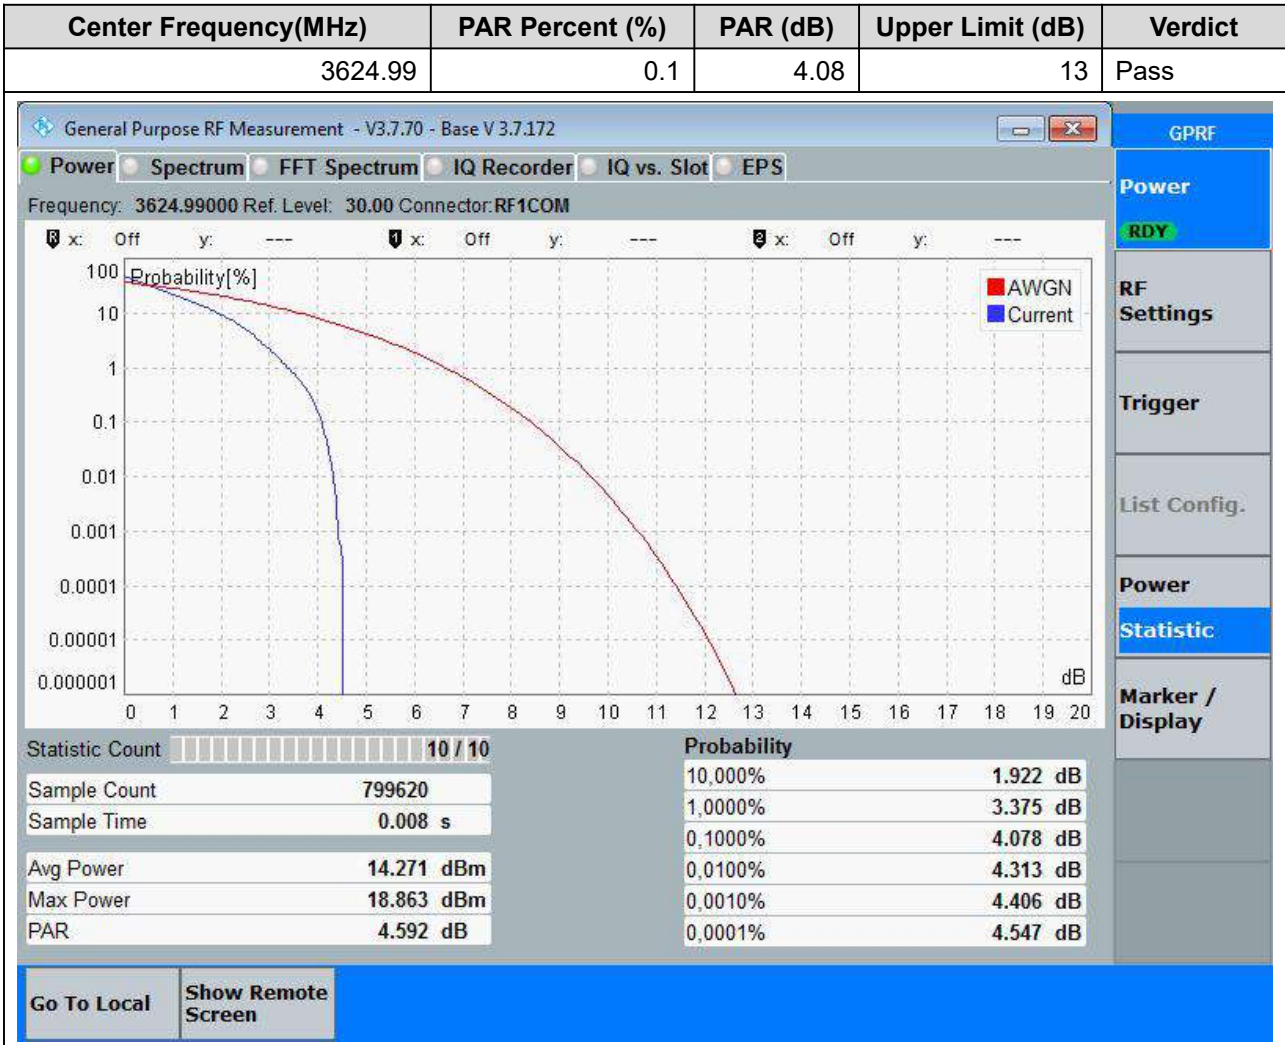 Center Frequency(MHz) PAR Percent (%) PAR (dB) Upper Limit (dB) Verdict
3624.99 0.1 4.08 13 Pass
General Purpose RF Measurement - V3.7.70 - Base V 3.7.172
GPRF
Power Spectrum FFT Spectrum IQ Recorder IQ vs. Slot EPS
Frequency: 3624.99000 Ref. Level: 30.00 Connector:RF1COM
R x: Off y: --- 1 x: Off y: --- 2 x: Off y: ---
Probability[%]
AWGN
Current
100
10
1
0.1
0.01
0.001
0.0001
0.00001
0.000001
dB
0 1 2 3 4 5 6 7 8 9 10 11 12 13 14 15 16 17 18 19 20
Statistic Count 10 / 10
Sample Count 799620
Sample Time 0.008 s
Avg Power 14.271 dBm
Max Power 18.863 dBm
PAR 4.592 dB
Probability
10,000% 1.922 dB
1,0000% 3.375 dB
0,1000% 4.078 dB
0,0100% 4.313 dB
0,0010% 4.406 dB
0,0001% 4.547 dB
Power
RDY
RF
Settings
Trigger
List Config.
Power
Statistic
Marker /
Display
Go To Local
Show Remote
Screen